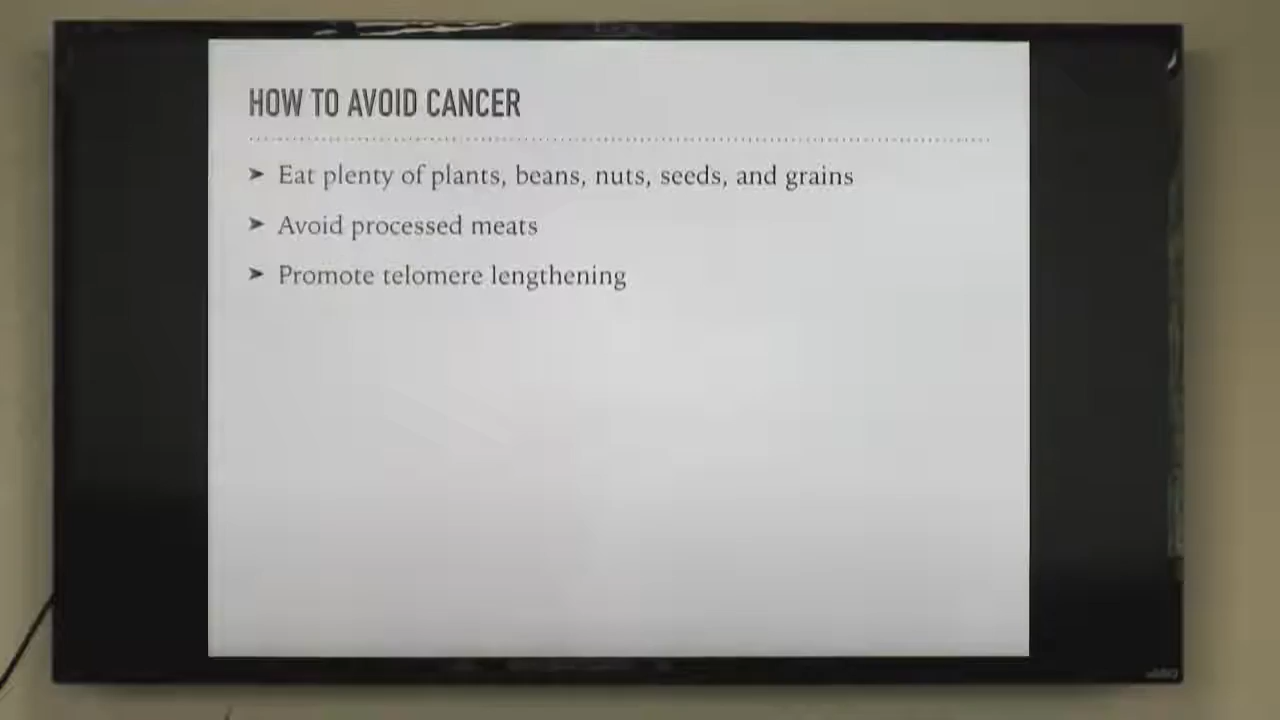 HOW TO AVOID CANCER
➤ Eat plenty of plants, beans, nuts, seeds, and grains
➤ Avoid processed meats
➤ Promote telomere lengthening